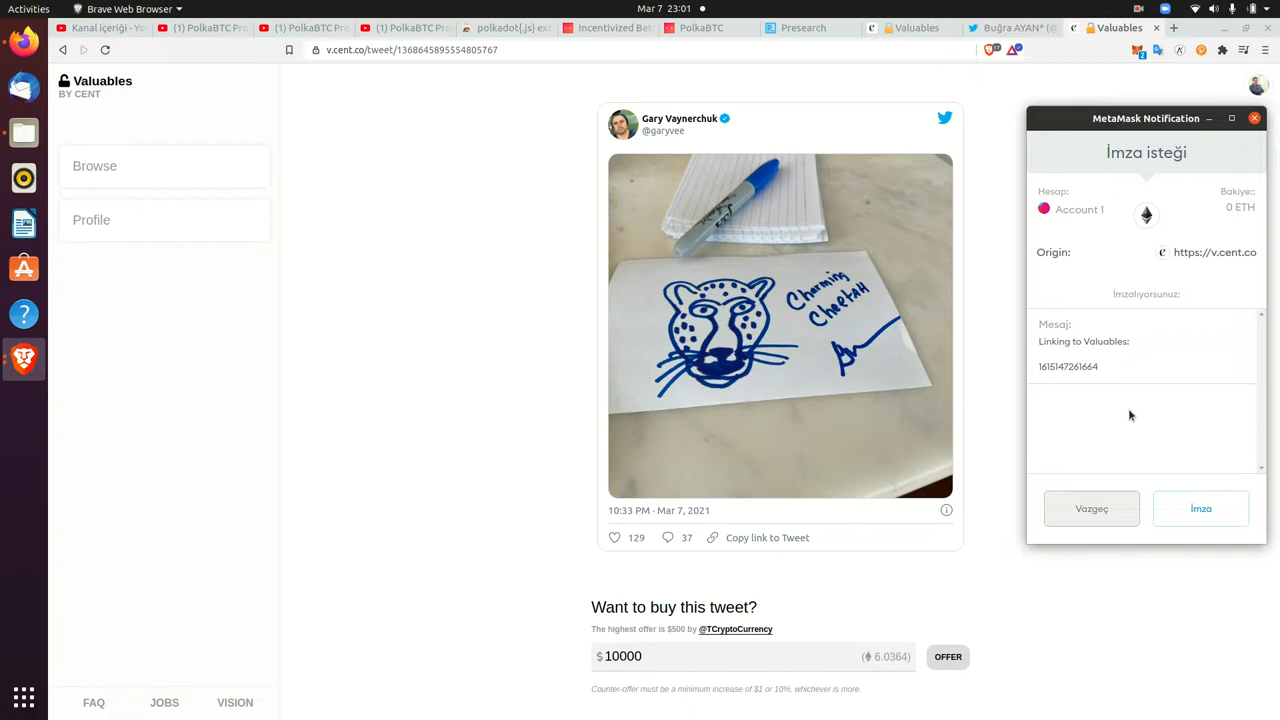 Activities
Brave Web Browser
Mar 7 23:01
Kanal içeriği - Yo
(1) PolkaBTC Pro
(1) PolkaBTC Pro
(1) PolkaBTC Pro
polkadot{.js} ext
Incentivized Bet
PolkaBTC
Presearch
Valuables
Buğra AYAN* (@
Valuables
v.cent.co/tweet/1368645895554805767
17
2
Valuables
BY CENT
Browse
Profile
Gary Vaynerchuk
@garyvee
Charming
Cheetah
10:33 PM · Mar 7, 2021
129
37
Copy link to Tweet
Want to buy this tweet?
The highest offer is $500 by @TCryptoCurrency
$10000
( 6.0364)
OFFER
Counter-offer must be a minimum increase of $1 or 10%, whichever is more.
MetaMask Notification
İmza isteği
Hesap:
Account 1
Bakiye::
0 ETH
Origin:
https://v.cent.co
İmzalıyorsunuz:
Mesaj:
Linking to Valuables:
1615147261664
Vazgeç
İmza
FAQ
JOBS
VISION